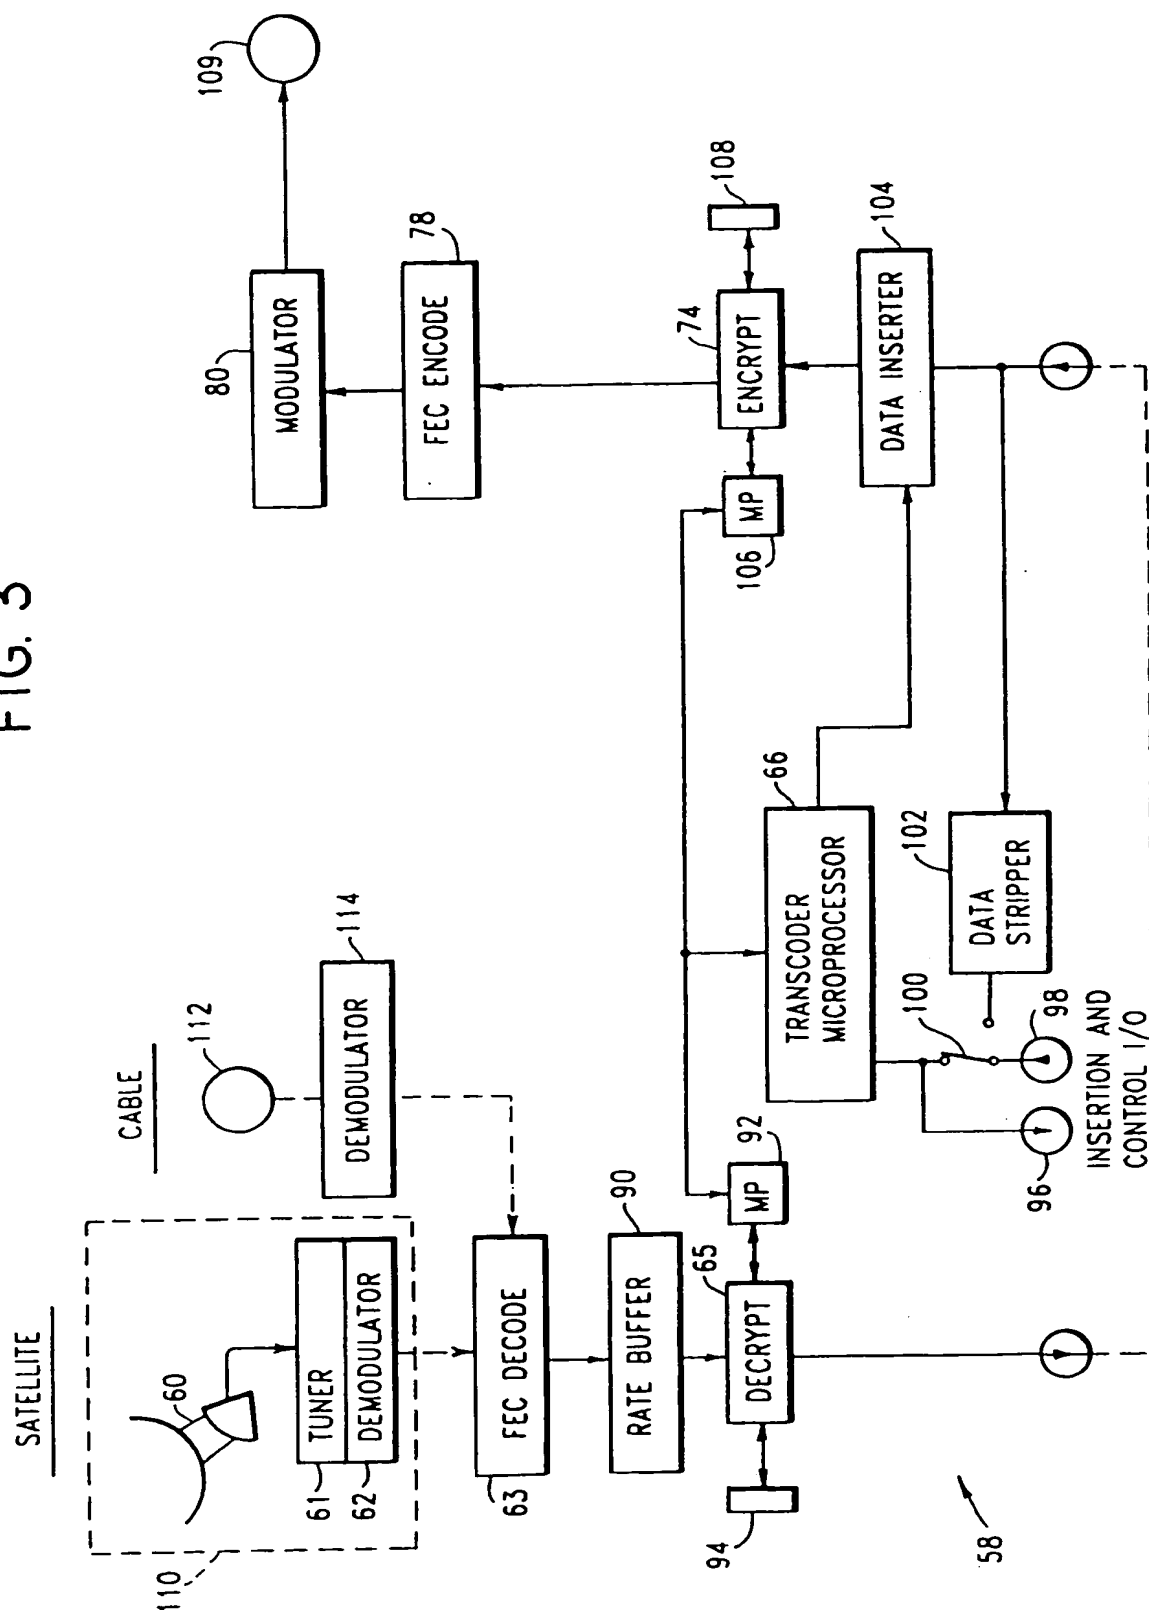 FIG. 3
SATELLITE
CABLE
110
60
61
TUNER
62
DEMODULATOR
112
DEMODULATOR
114
63
FEC DECODE
RATE BUFFER
90
94
65
DECRYPT
MP
92
58
TRANSCODER
MICROPROCESSOR
66
96
98
100
INSERTION AND
CONTROL I/O
DATA
STRIPPER
102
106
MP
74
ENCRYPT
108
DATA INSERTER
104
FEC ENCODE
78
80
MODULATOR
109